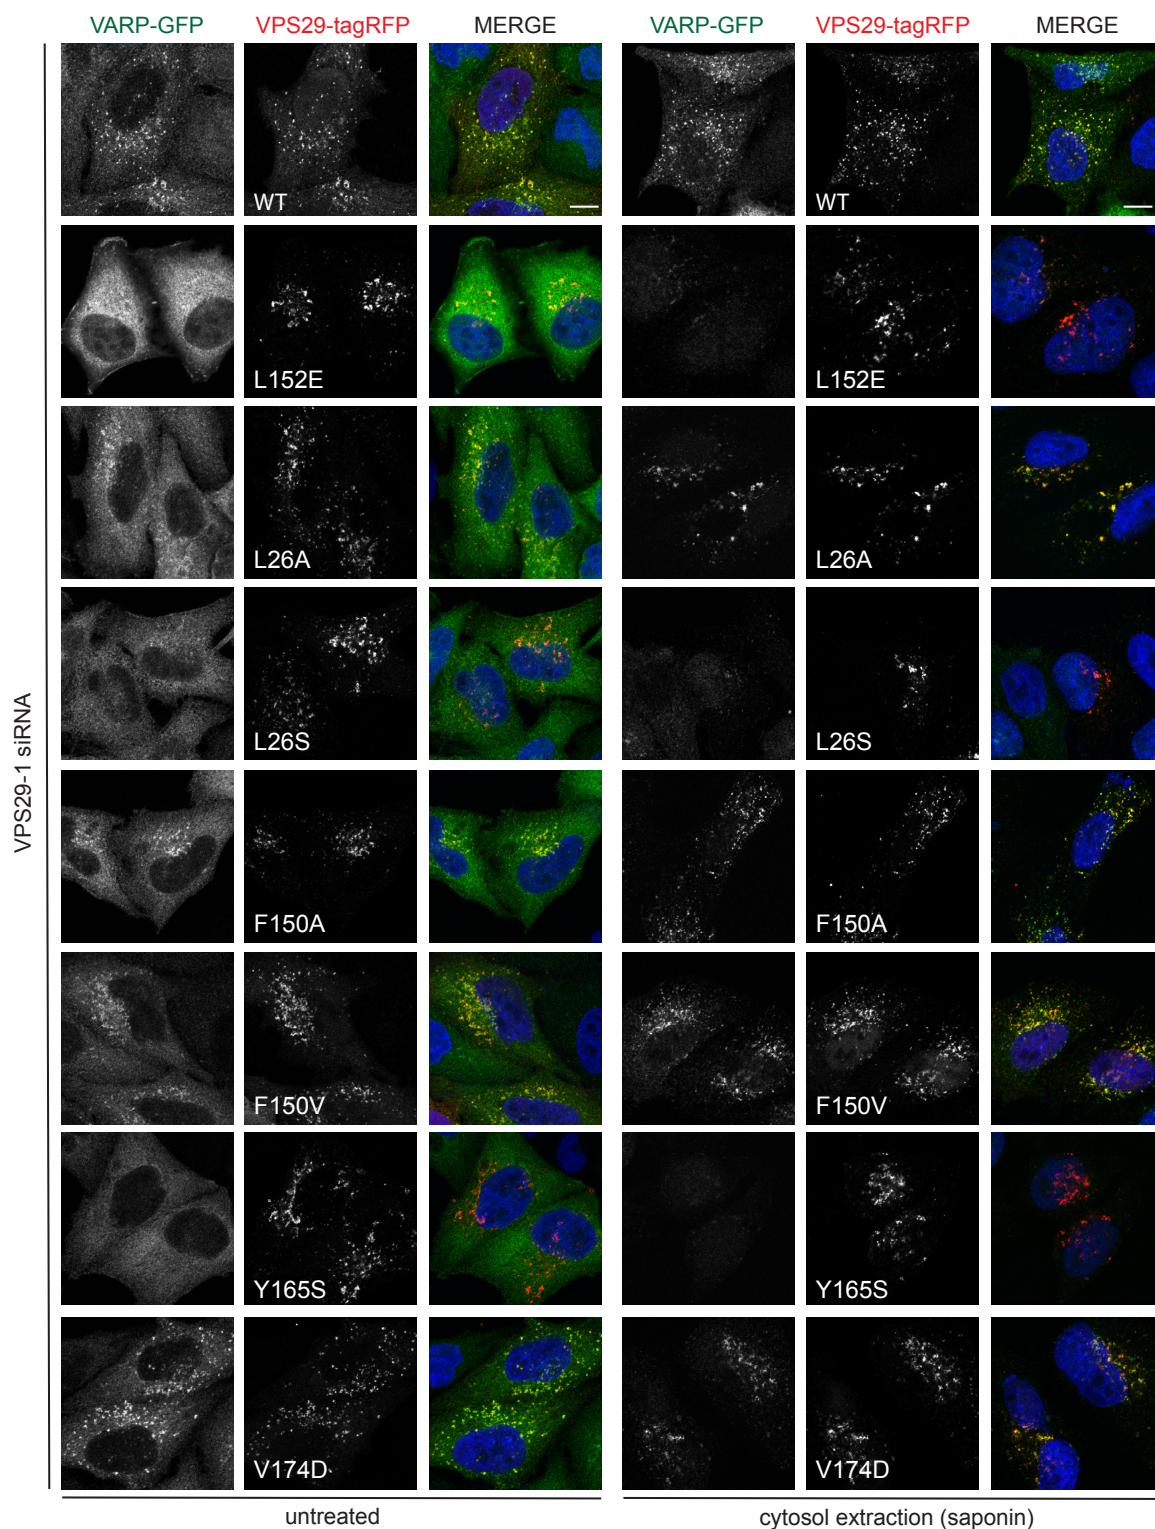 VARP-GFP VPS29-tagRFP MERGE VARP-GFP VPS29-tagRFP MERGE
WT WT
L152E L152E
L26A L26A
L26S L26S
VPS29-1 siRNA
F150A F150A
F150V F150V
Y165S Y165S
V174D V174D
untreated cytosol extraction (saponin)